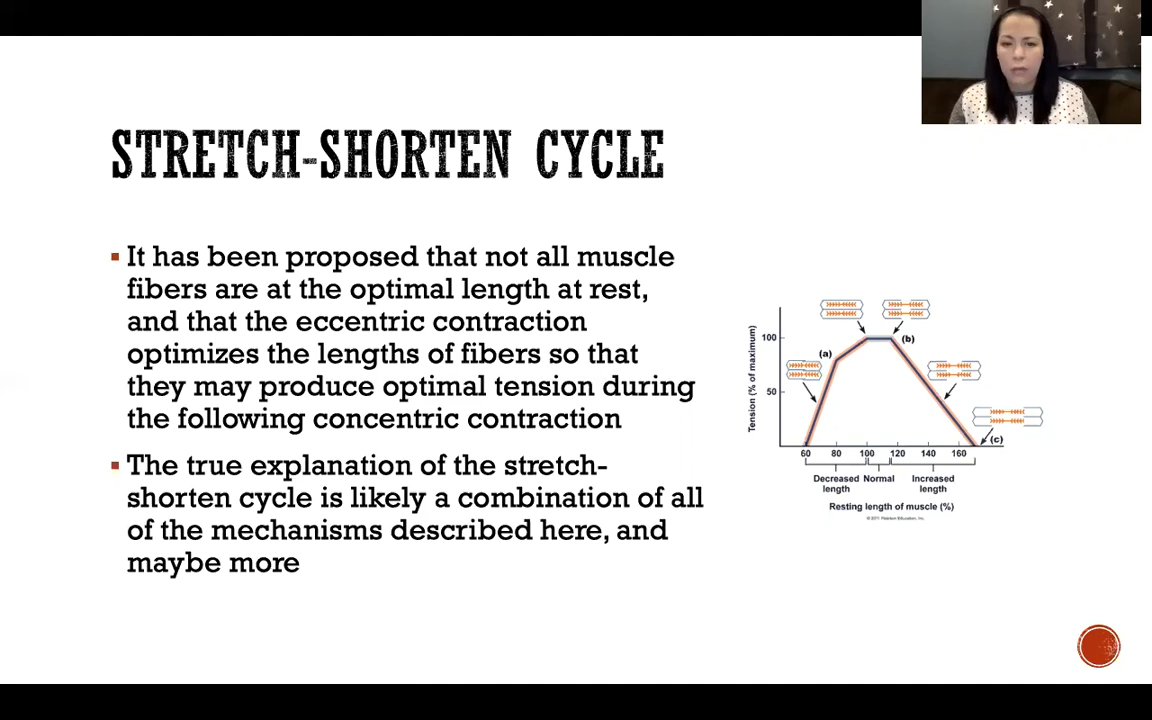 STRETCH-SHORTEN CYCLE
▪ It has been proposed that not all muscle
fibers are at the optimal length at rest,
and that the eccentric contraction
optimizes the lengths of fibers so that
they may produce optimal tension during
the following concentric contraction
▪ The true explanation of the stretch-
shorten cycle is likely a combination of all
of the mechanisms described here, and
maybe more
Tension (% of maximum)
100
50
(a)
(b)
(c)
60 80 100 120 140 160
Decreased length
Normal
Increased length
Resting length of muscle (%)
© 2011 Pearson Education, Inc.